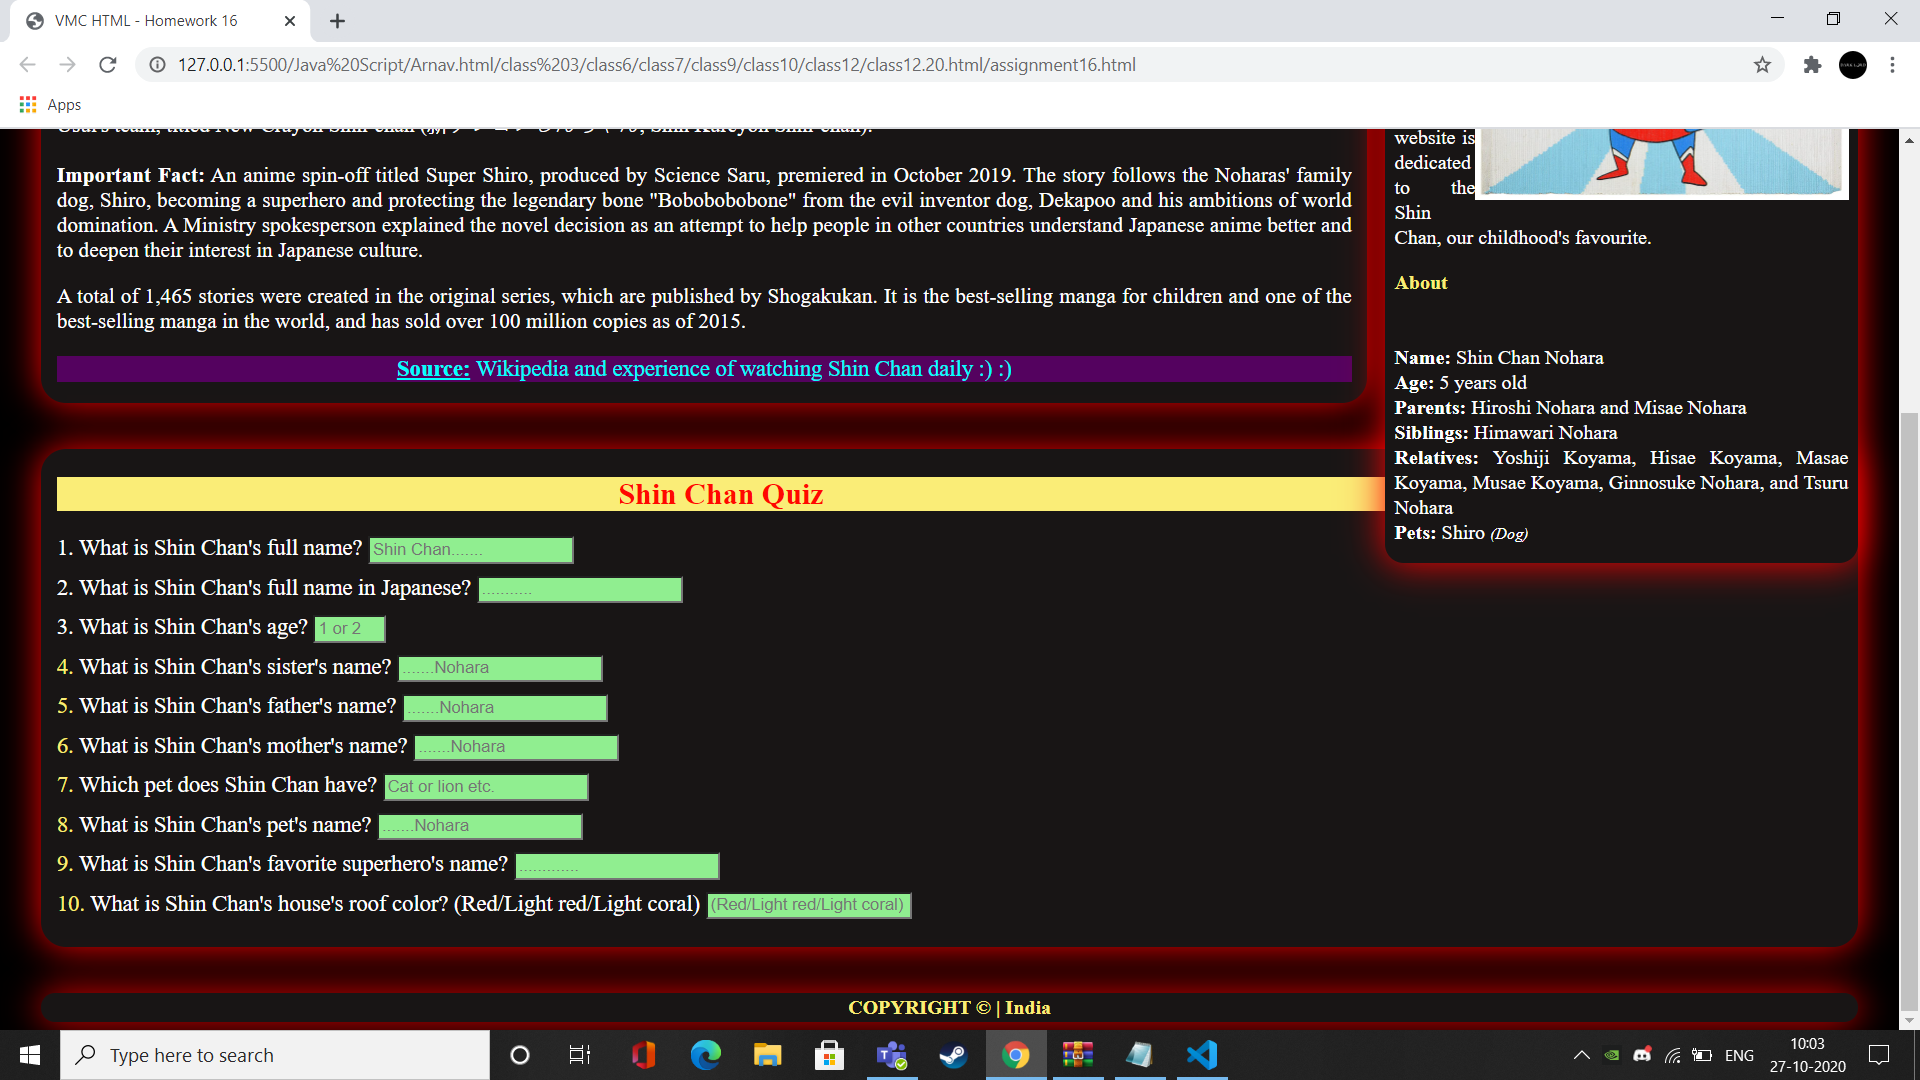 VMC HTML - Homework 16
127.0.0.1:5500/Java%20Script/Arnav.html/class%203/class6/class7/class9/class10/class12/class12.20.html/assignment16.html
Apps
Important Fact: An anime spin-off titled Super Shiro, produced by Science Saru, premiered in October 2019. The story follows the Noharas' family
dog, Shiro, becoming a superhero and protecting the legendary bone "Bobobobobone" from the evil inventor dog, Dekapoo and his ambitions of world
domination. A Ministry spokesperson explained the novel decision as an attempt to help people in other countries understand Japanese anime better and
to deepen their interest in Japanese culture.
A total of 1,465 stories were created in the original series, which are published by Shogakukan. It is the best-selling manga for children and one of the
best-selling manga in the world, and has sold over 100 million copies as of 2015.
Source: Wikipedia and experience of watching Shin Chan daily :) :)
website is
dedicated
to the
Shin
Chan, our childhood's favourite.
About
Name: Shin Chan Nohara
Age: 5 years old
Parents: Hiroshi Nohara and Misae Nohara
Siblings: Himawari Nohara
Relatives: Yoshiji Koyama, Hisae Koyama, Masae
Koyama, Musae Koyama, Ginnosuke Nohara, and Tsuru
Nohara
Pets: Shiro (Dog)
Shin Chan Quiz
1. What is Shin Chan's full name? Shin Chan.......
2. What is Shin Chan's full name in Japanese? ...........
3. What is Shin Chan's age? 1 or 2
4. What is Shin Chan's sister's name? .......Nohara
5. What is Shin Chan's father's name? .......Nohara
6. What is Shin Chan's mother's name? .......Nohara
7. Which pet does Shin Chan have? Cat or lion etc.
8. What is Shin Chan's pet's name? .......Nohara
9. What is Shin Chan's favorite superhero's name? .............
10. What is Shin Chan's house's roof color? (Red/Light red/Light coral) (Red/Light red/Light coral)
COPYRIGHT © | India
Type here to search
ENG
10:03
27-10-2020